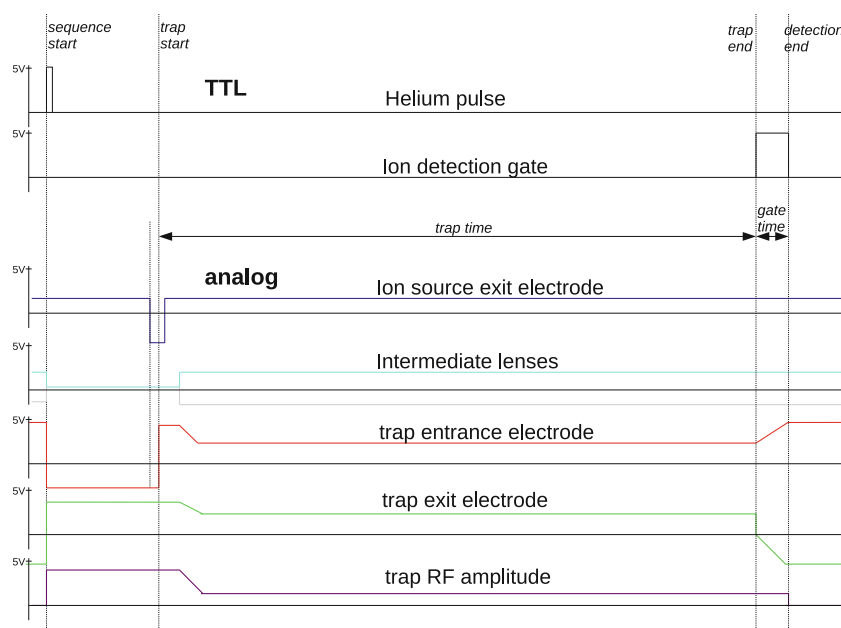 sequence
start
trap
start
trap
end
detection
end
5V
TTL
Helium pulse
5V
Ion detection gate
trap time
gate
time
5V
analog
Ion source exit electrode
5V
Intermediate lenses
5V
trap entrance electrode
5V
trap exit electrode
5V
trap RF amplitude